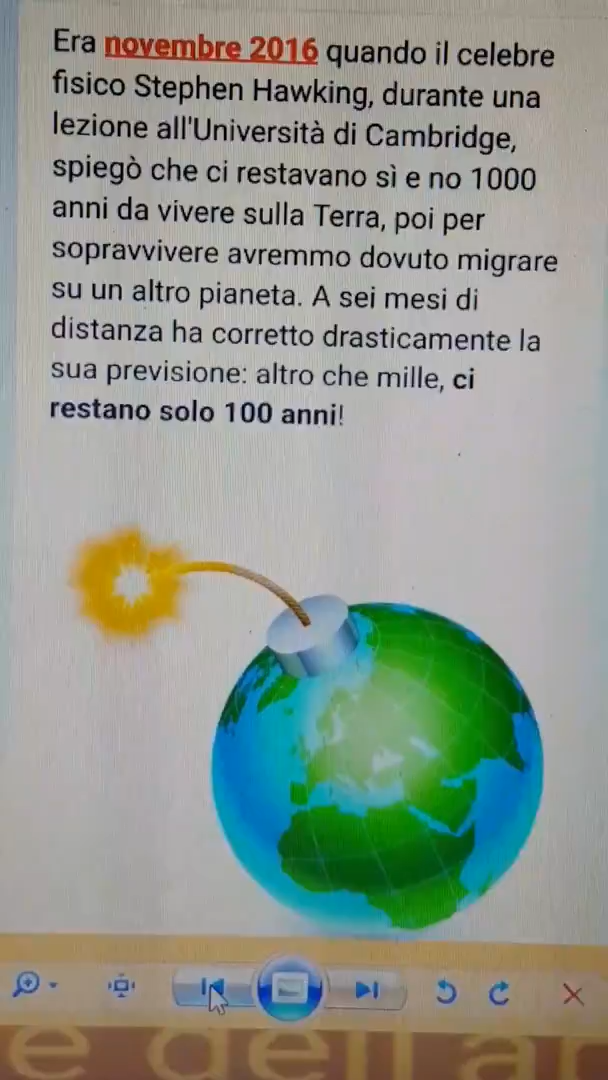 Era novembre 2016 quando il celebre
fisico Stephen Hawking, durante una
lezione all'Università di Cambridge,
spiegò che ci restavano sì e no 1000
anni da vivere sulla Terra, poi per
sopravvivere avremmo dovuto migrare
su un altro pianeta. A sei mesi di
distanza ha corretto drasticamente la
sua previsione: altro che mille, ci
restano solo 100 anni!
e dell'ar